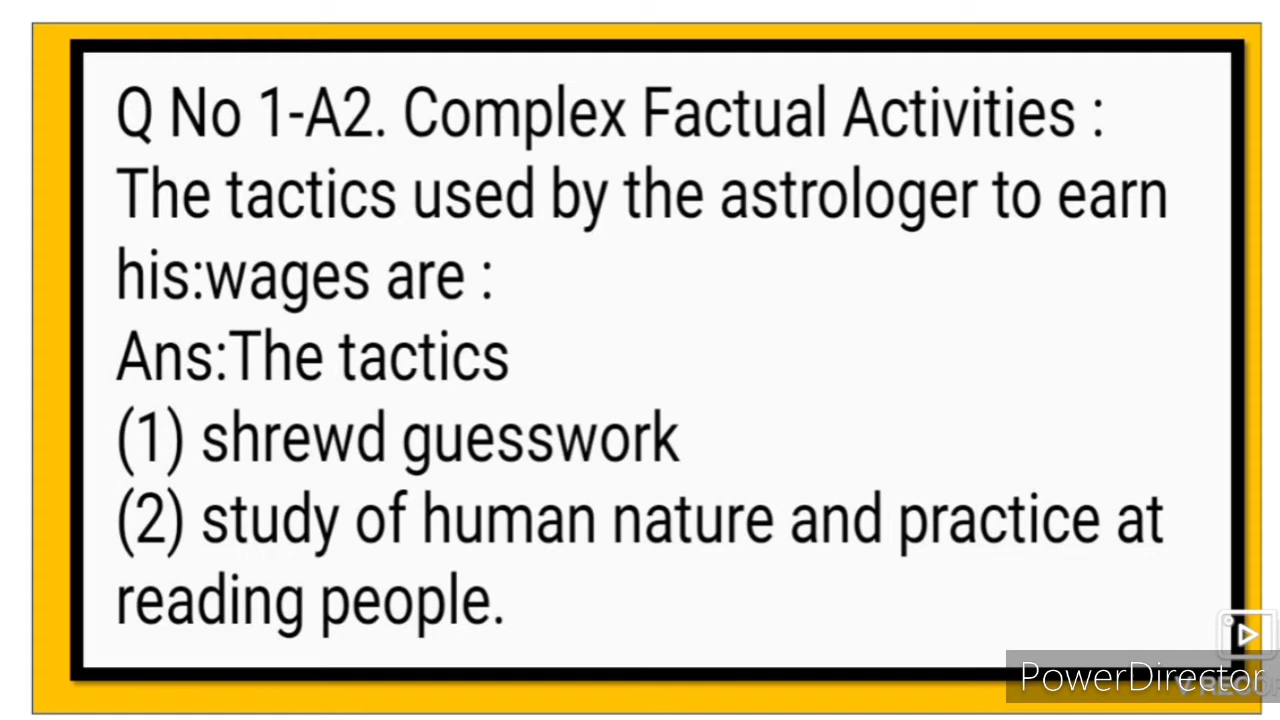 Q No 1-A2. Complex Factual Activities :
The tactics used by the astrologer to earn
his:wages are :
Ans:The tactics
(1) shrewd guesswork
(2) study of human nature and practice at
reading people.
PowerDirector